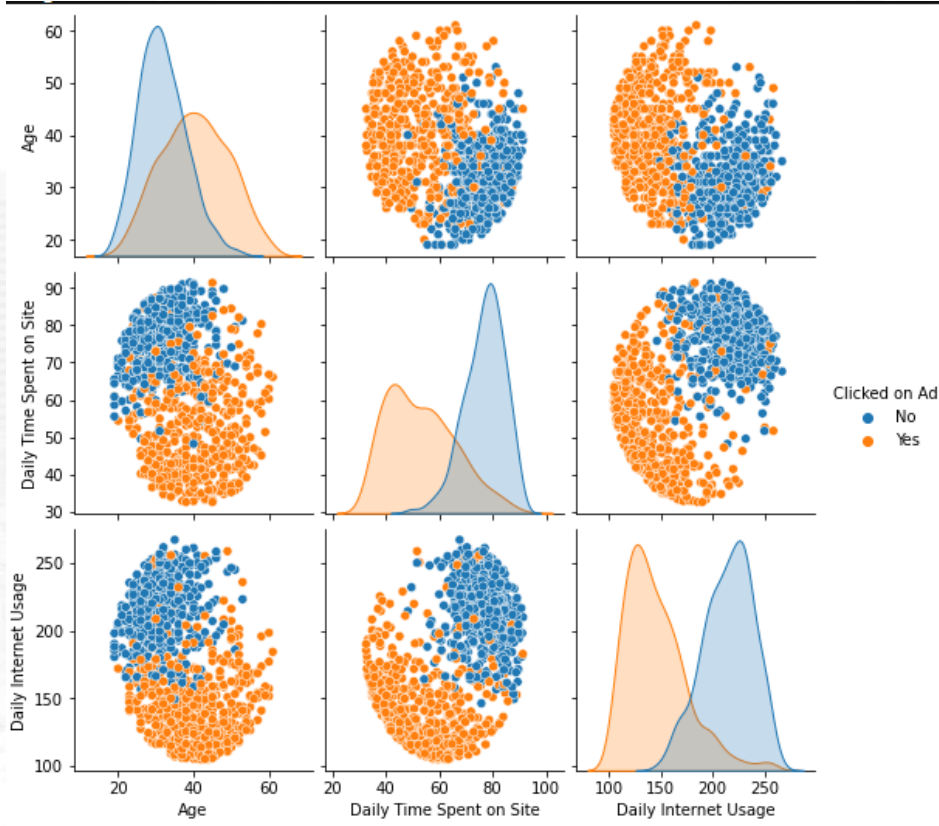 60
50
40
30
20
Age
90
80
70
60
50
40
30
Daily Time Spent on Site
Clicked on Ad
No
Yes
250
200
150
100
Daily Internet Usage
20 40 60
Age
20 40 60 80 100
Daily Time Spent on Site
100 150 200 250
Daily Internet Usage